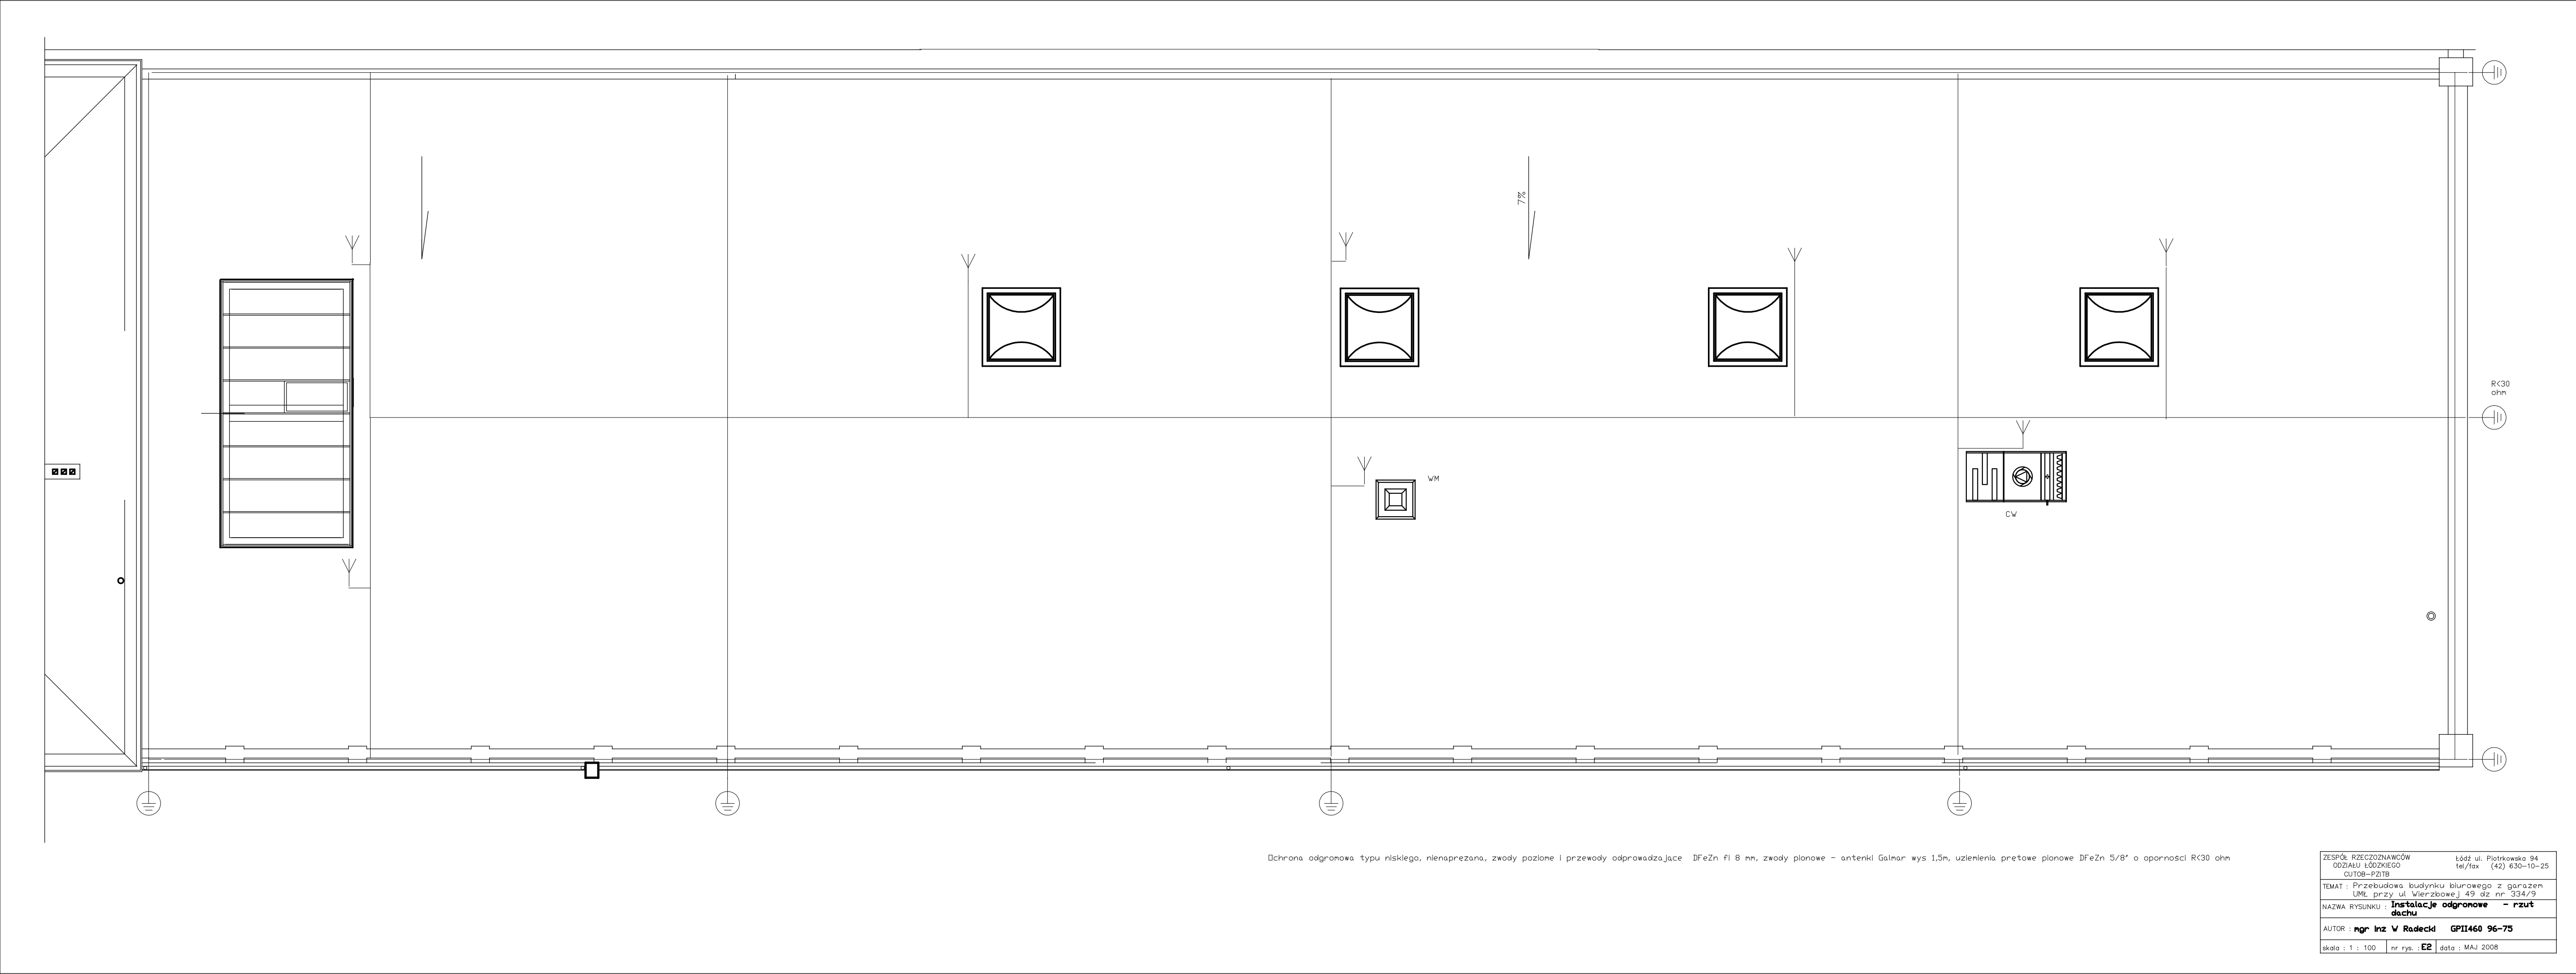 7%
R<30
ohm
WM
CW
Ochrona odgromowa typu niskiego, nienaprezana, zwody poziome i przewody odprowadzajace DFeZn fi 8 mm, zwody pionowe - antenki Galmar wys 1,5m, uziemienia pretowe pionowe DFeZn 5/8" o oporności R<30 ohm
ZESPÓŁ RZECZOZNAWCÓW
ODZIAŁU ŁÓDZKIEGO
CUTOB-PZITB
Łódź ul. Piotrkowska 94
tel/fax (42) 630-10-25
TEMAT : Przebudowa budynku biurowego z garażem
UMŁ przy ul Wierzbowej 49 dz nr 334/9
NAZWA RYSUNKU : Instalacje odgromowe - rzut
dachu
AUTOR : mgr inz W Radecki GPII460 96-75
skala : 1 : 100 nr rys. : E2 data : MAJ 2008